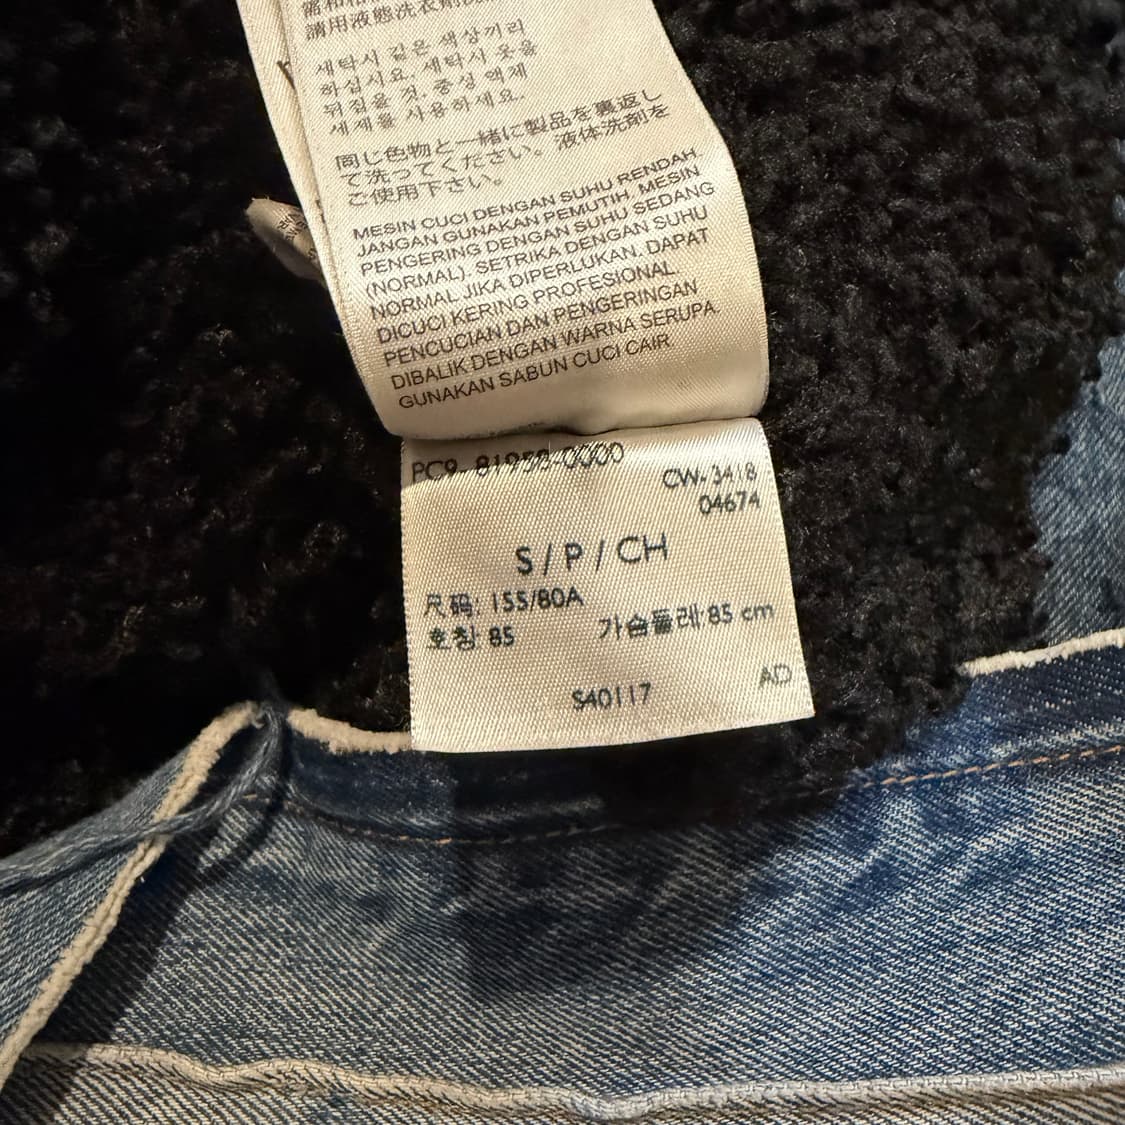 請用液態洗衣劑
세탁시 같은 색상끼리
하십시요. 세탁시 옷을
뒤집을 것. 중성 액제
세제를 사용하세요.
同じ色物と一緒に製品を裏返し
て洗ってください。液体洗剤を
ご使用下さい。
MESIN CUCI DENGAN SUHU RENDAH.
JANGAN GUNAKAN PEMUTIH. MESIN
PENGERING DENGAN SUHU SEDANG
(NORMAL). SETRIKA DENGAN SUHU
NORMAL JIKA DIPERLUKAN. DAPAT
DICUCI KERING PROFESIONAL.
PENCUCIAN DAN PENGERINGAN
DIBALIK DENGAN WARNA SERUPA.
GUNAKAN SABUN CUCI CAIR.
PC9- 81958-0000
CW-3418
04674
S / P / CH
尺码: 155/80A
호칭 85 가슴둘레 85 cm
AD
S40117